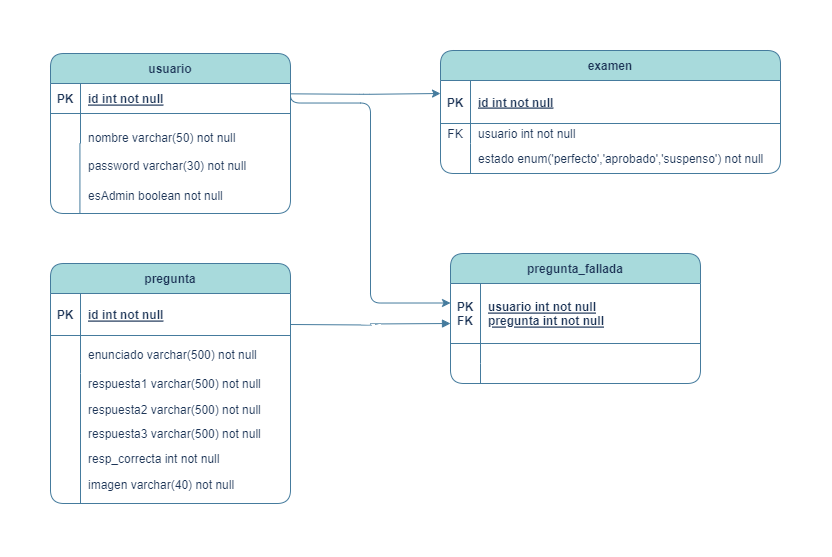 usuario
PK id int not null
nombre varchar(50) not null
password varchar(30) not null
esAdmin boolean not null
examen
PK id int not null
FK usuario int not null
estado enum('perfecto','aprobado','suspenso') not null
pregunta
PK id int not null
enunciado varchar(500) not null
respuesta1 varchar(500) not null
respuesta2 varchar(500) not null
respuesta3 varchar(500) not null
resp_correcta int not null
imagen varchar(40) not null
pregunta_fallada
PK usuario int not null
FK pregunta int not null